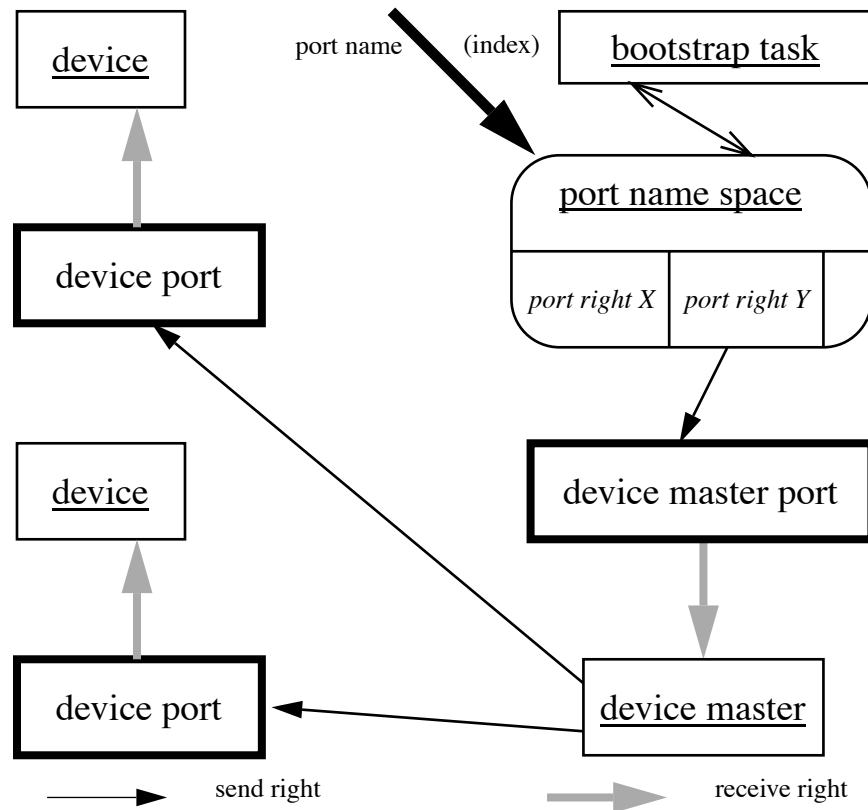 port name
(index)
bootstrap task
device
port name space
device port
port right X
port right Y
device
device master port
device port
device master
send right
receive right